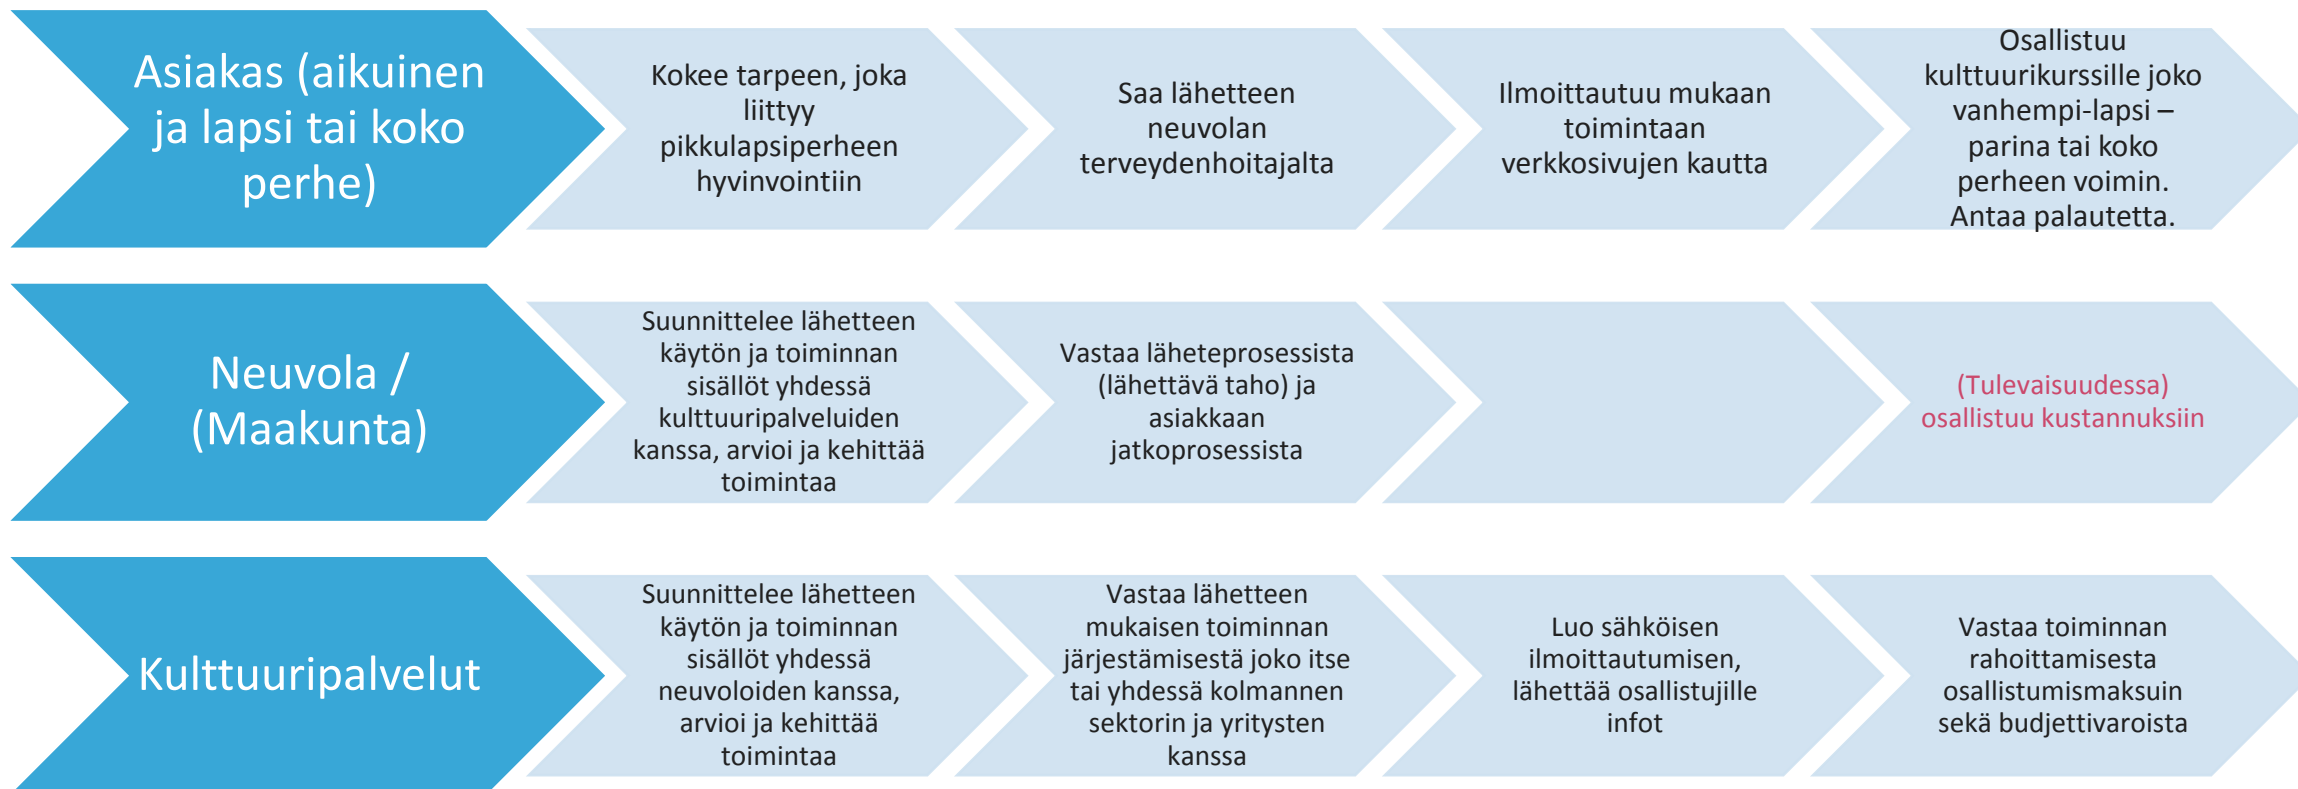 Asiakas (aikuinen
ja lapsi tai koko
perhe)
Kokee tarpeen, joka
liittyy
pikkulapsiperheen
hyvinvointiin
Saa lähetteen
neuvolan
terveydenhoitajalta
Ilmoittautuu mukaan
toimintaan
verkkosivujen kautta
Osallistuu
kulttuurikurssille joko
vanhempi-lapsi –
parina tai koko
perheen voimin.
Antaa palautetta.
Neuvola /
(Maakunta)
Suunnittelee lähetteen
käytön ja toiminnan
sisällöt yhdessä
kulttuuripalveluiden
kanssa, arvioi ja kehittää
toimintaa
Vastaa läheteprosessista
(lähettävä taho) ja
asiakkaan
jatkoprosessista
(Tulevaisuudessa)
osallistuu kustannuksiin
Kulttuuripalvelut
Suunnittelee lähetteen
käytön ja toiminnan
sisällöt yhdessä
neuvoloiden kanssa,
arvioi ja kehittää
toimintaa
Vastaa lähetteen
mukaisen toiminnan
järjestämisestä joko itse
tai yhdessä kolmannen
sektorin ja yritysten
kanssa
Luo sähköisen
ilmoittautumisen,
lähettää osallistujille
infot
Vastaa toiminnan
rahoittamisesta
osallistumismaksuin
sekä budjettivaroista